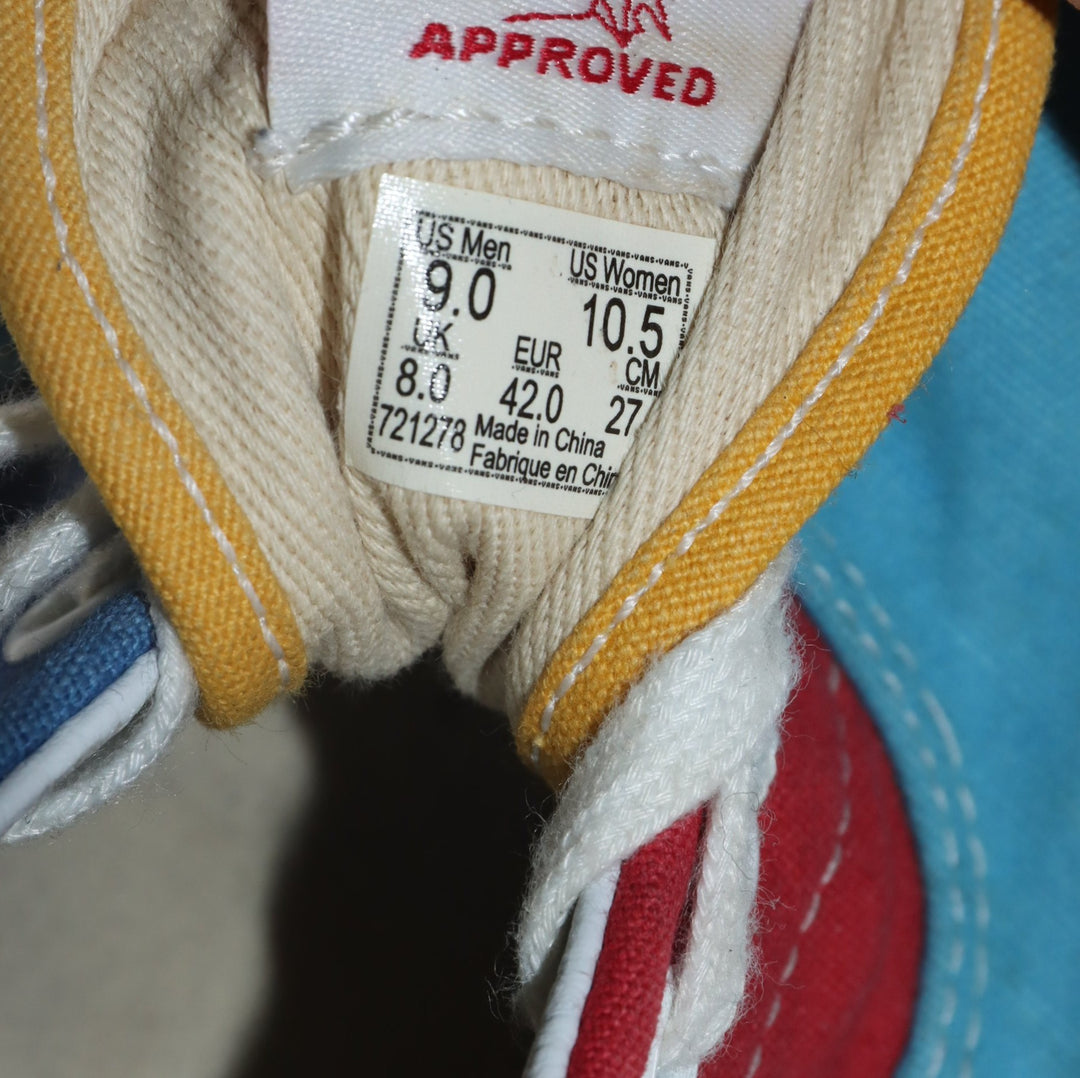 APPROVED
US Men US Women
9.0 10.5
UK EUR CM
8.0 42.0 27
721278 Made in China
Fabrique en Chin